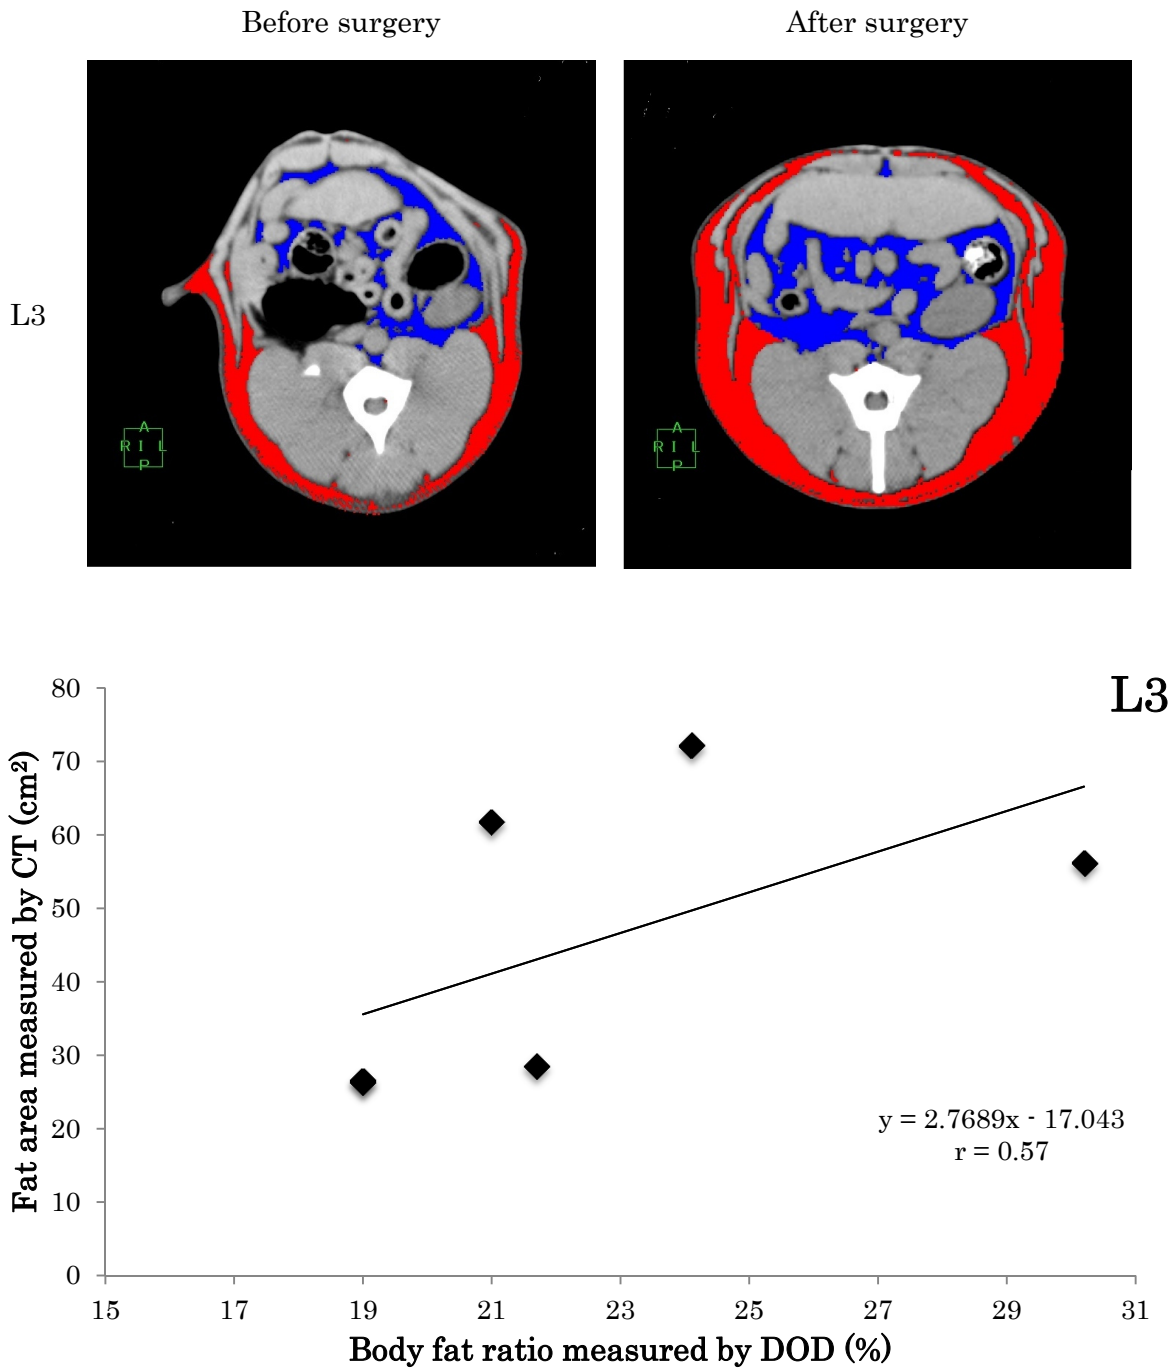 Before surgery
After surgery
L3
A
R I L
P
A
R I L
P
L3
80
70
60
50
40
30
20
10
0
Fat area measured by CT (cm²)
y = 2.7689x - 17.043
r = 0.57
15 17 19 21 23 25 27 29 31
Body fat ratio measured by DOD (%)